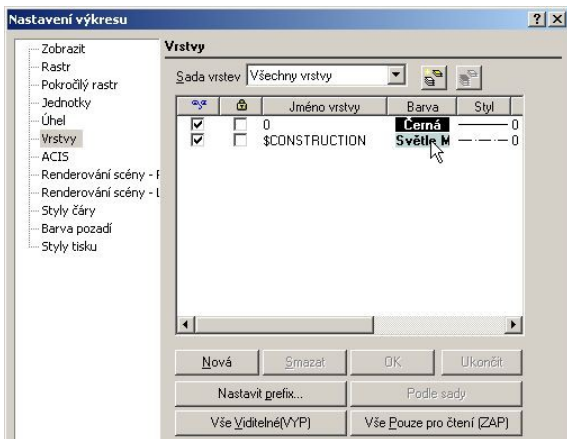 Nastavení výkresu
Zobrazit
Rastr
Pokročilý rastr
Jednotky
Úhel
Vrstvy
ACIS
Renderování scény -
Renderování scény -
Styly čáry
Barva pozadí
Styly tisku
Vrstvy
Sada vrstev Všechny vrstvy
Jméno vrstvy Barva Styl
0 Černá 0
$CONSTRUCTION Světle M 0
Nová Smazat OK Ukončit
Nastavit prefix... Podle sady
Vše Viditelné(VYP) Vše Pouze pro čtení (ZAP)